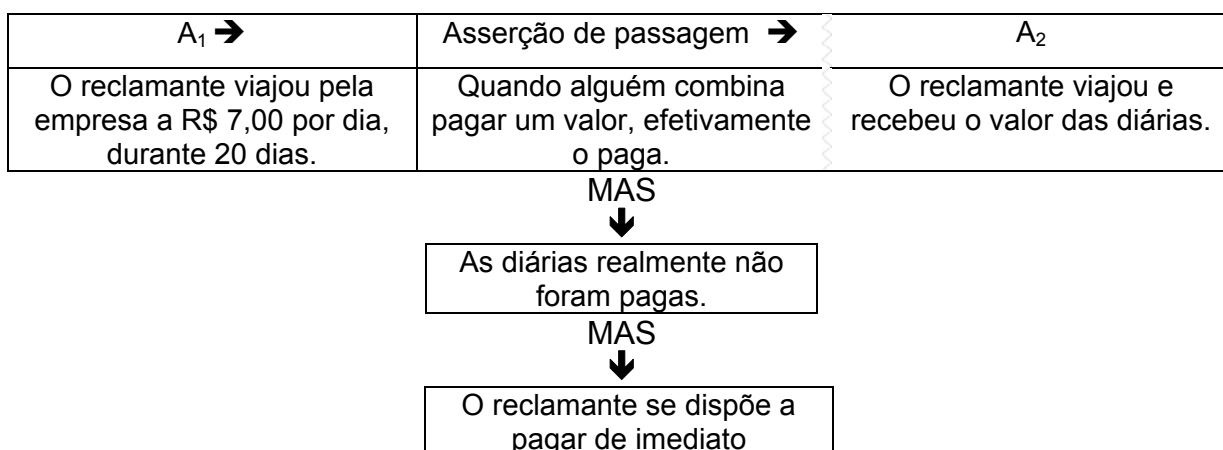 A₁ ➔ Asserção de passagem ➔ A₂
O reclamante viajou pela Quando alguém combina O reclamante viajou e
empresa a R$ 7,00 por dia, pagar um valor, efetivamente recebeu o valor das diárias.
durante 20 dias. o paga.
MAS
As diárias realmente não
foram pagas.
MAS
O reclamante se dispõe a
pagar de imediato